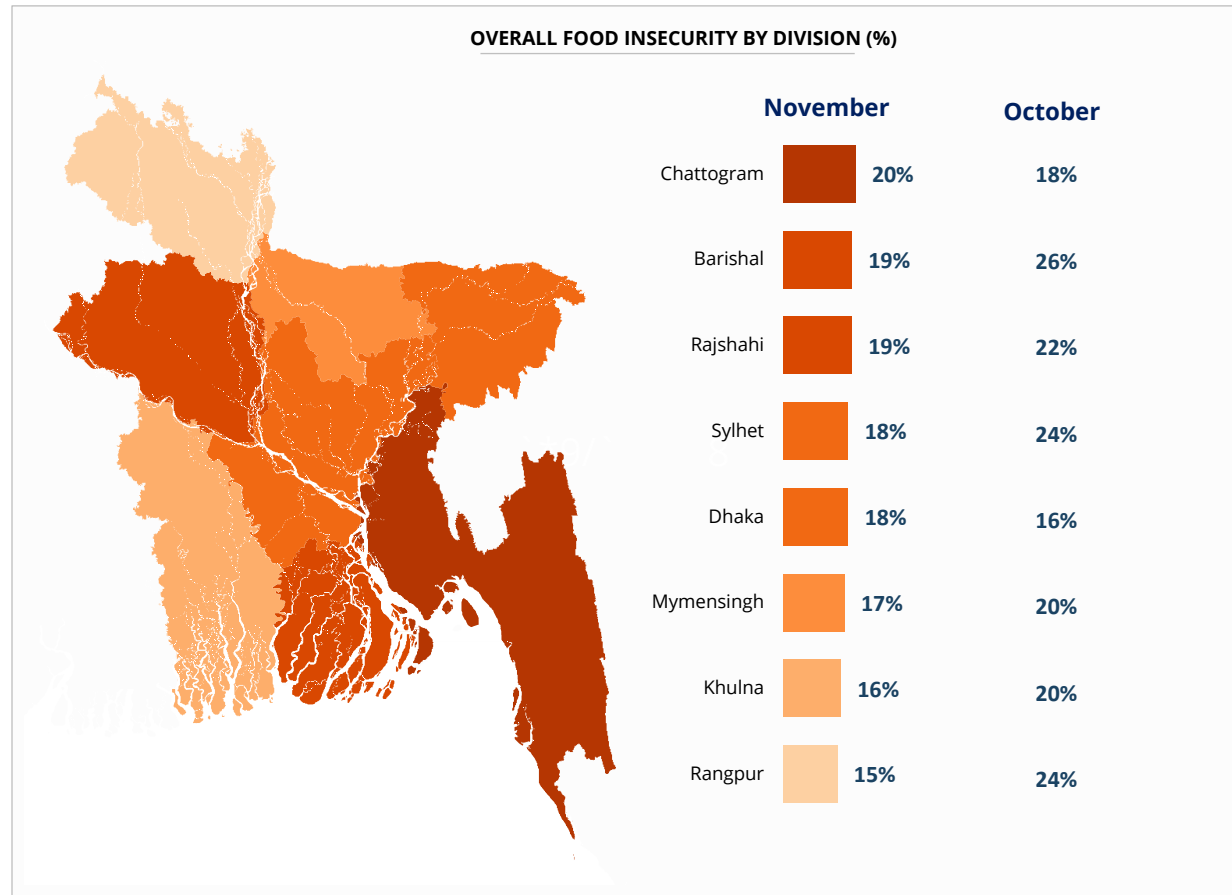 OVERALL FOOD INSECURITY BY DIVISION (%)
November October
Chattogram 20% 18%
Barishal 19% 26%
Rajshahi 19% 22%
Sylhet 18% 24%
Dhaka 18% 16%
Mymensingh 17% 20%
Khulna 16% 20%
Rangpur 15% 24%